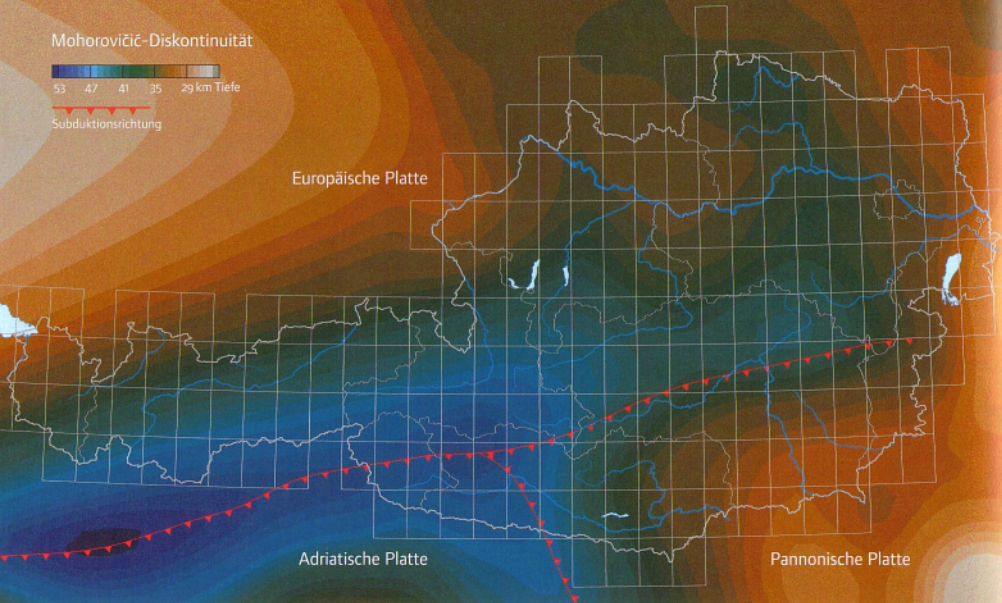 Mohorovičić-Diskontinuität
53 47 41 35 29 km Tiefe
Subduktionsrichtung
Europäische Platte
Adriatische Platte
Pannonische Platte